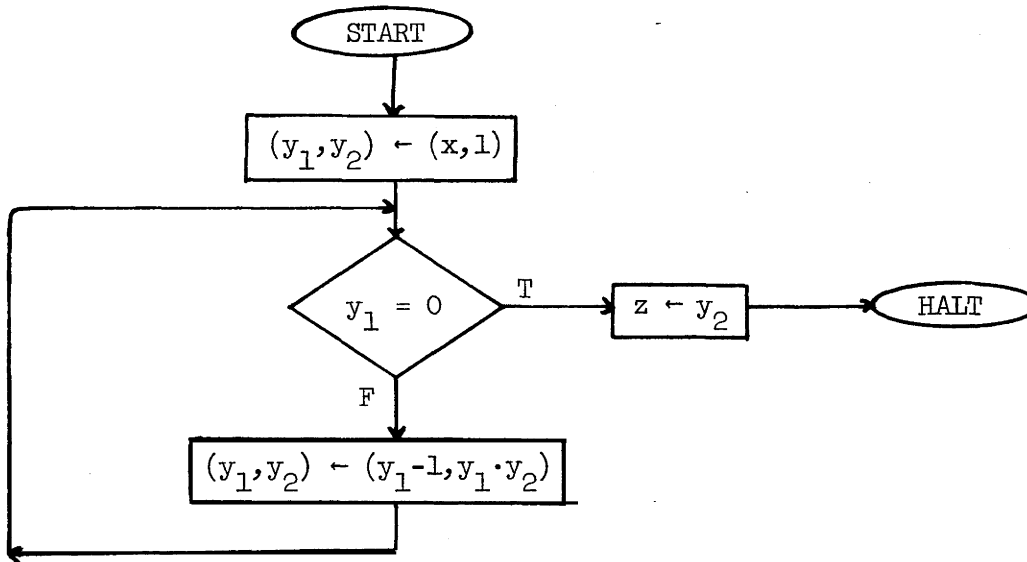 START
(y₁,y₂) ← (x,1)
y₁ = 0
T
z ← y₂
HALT
F
(y₁,y₂) ← (y₁-1,y₁·y₂)